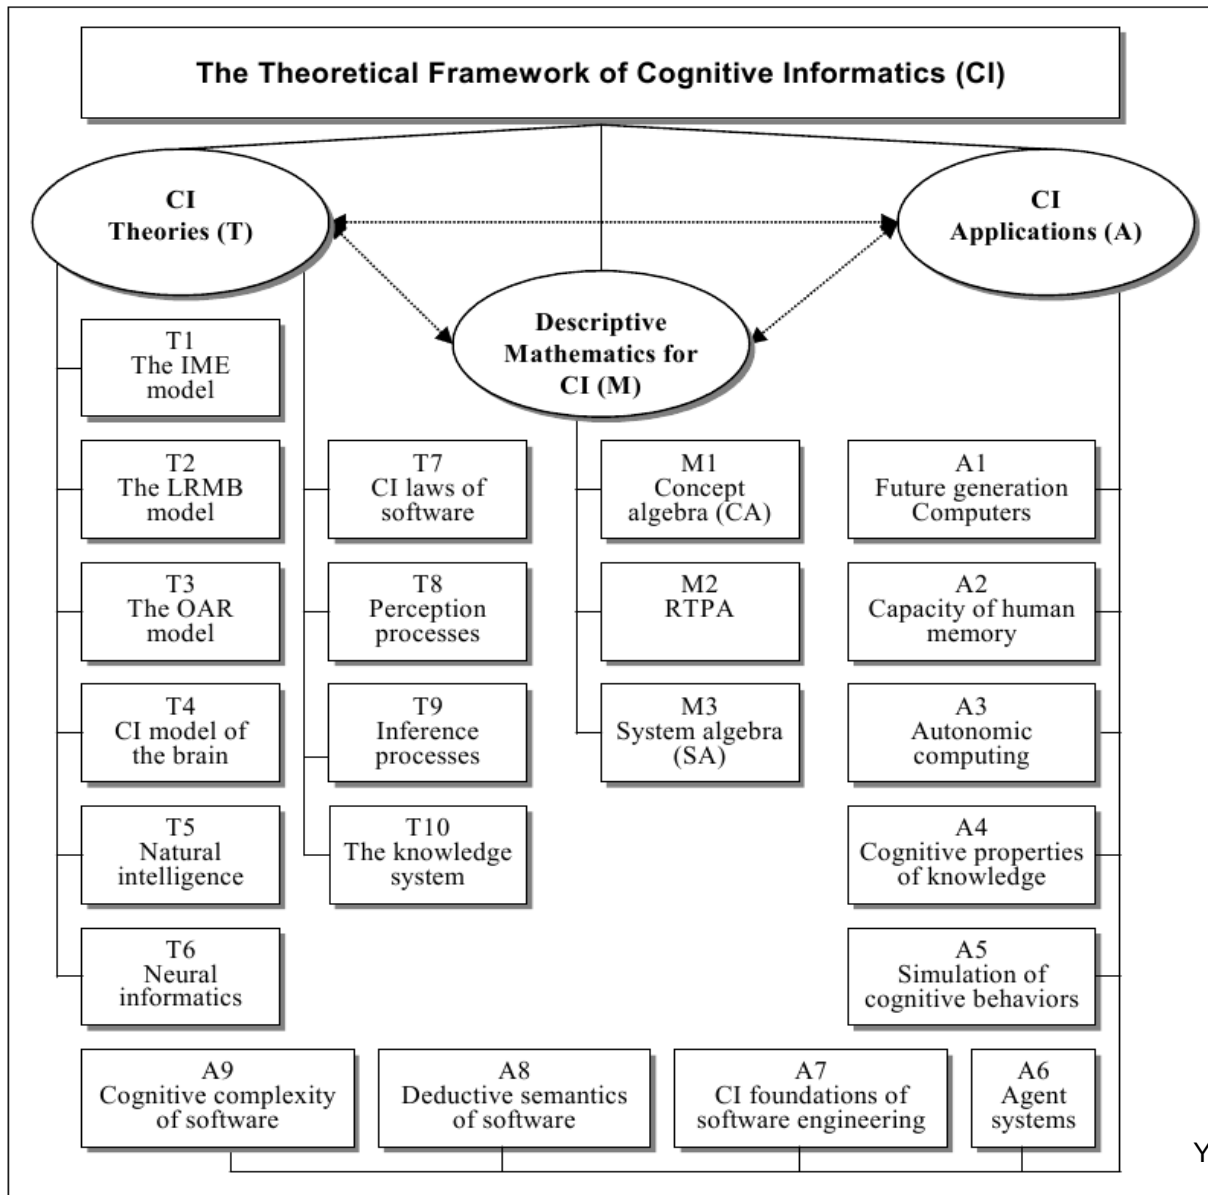 The Theoretical Framework of Cognitive Informatics (CI)
CI
Theories (T)
CI
Applications (A)
Descriptive
Mathematics for
CI (M)
T1
The IME
model
T2
The LRMB
model
T3
The OAR
model
T4
CI model of
the brain
T5
Natural
intelligence
T6
Neural
informatics
T7
CI laws of
software
T8
Perception
processes
T9
Inference
processes
T10
The knowledge
system
M1
Concept
algebra (CA)
M2
RTPA
M3
System algebra
(SA)
A1
Future generation
Computers
A2
Capacity of human
memory
A3
Autonomic
computing
A4
Cognitive properties
of knowledge
A5
Simulation of
cognitive behaviors
A9
Cognitive complexity
of software
A8
Deductive semantics
of software
A7
CI foundations of
software engineering
A6
Agent
systems
Y